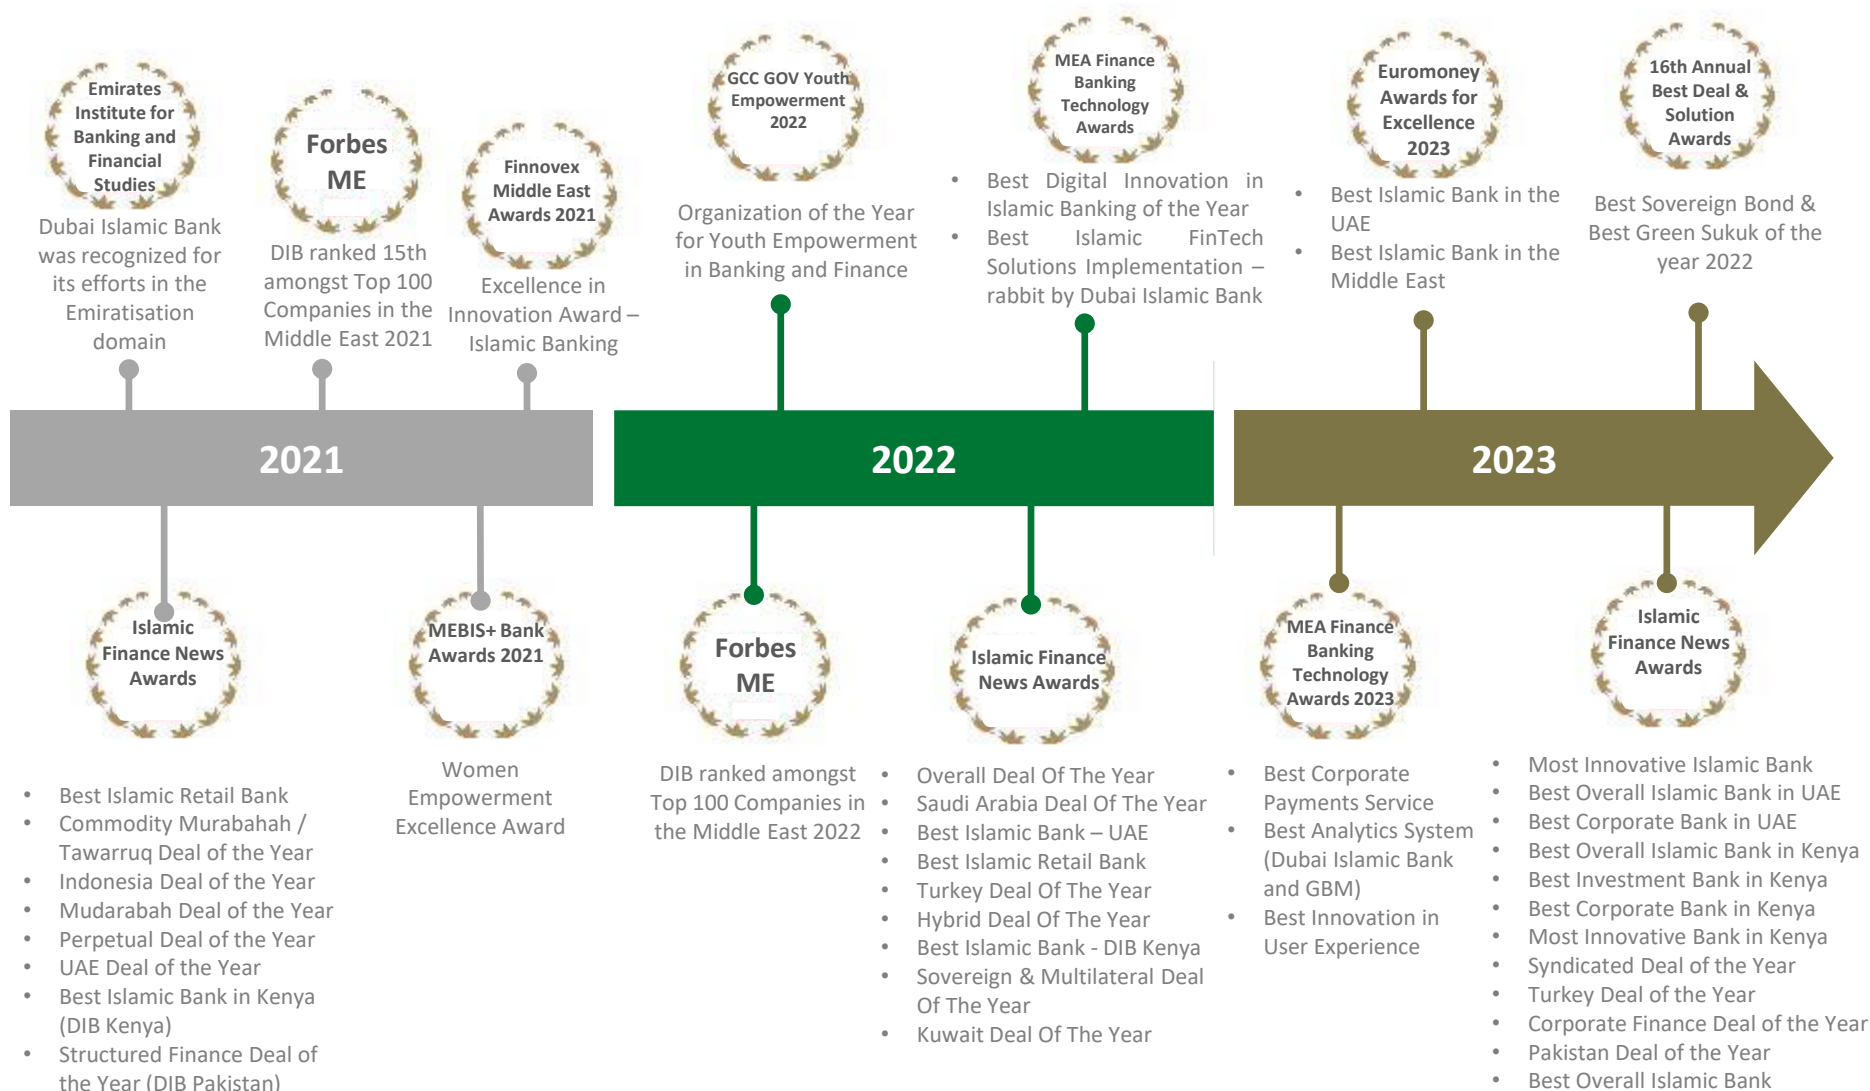 Emirates
Institute for
Banking and
Financial
Studies
Dubai Islamic Bank
was recognized for
its efforts in the
Emiratisation
domain
Forbes
ME
DIB ranked 15th
amongst Top 100
Companies in the
Middle East 2021
Finnovex
Middle East
Awards 2021
Excellence in
Innovation Award –
Islamic Banking
GCC GOV Youth
Empowerment
2022
Organization of the Year
for Youth Empowerment
in Banking and Finance
MEA Finance
Banking
Technology
Awards
• Best Digital Innovation in
Islamic Banking of the Year
• Best Islamic FinTech
Solutions Implementation –
rabbit by Dubai Islamic Bank
Euromoney
Awards for
Excellence
2023
• Best Islamic Bank in the
UAE
• Best Islamic Bank in the
Middle East
16th Annual
Best Deal &
Solution
Awards
Best Sovereign Bond &
Best Green Sukuk of the
year 2022
2021
2022
2023
Islamic
Finance News
Awards
• Best Islamic Retail Bank
• Commodity Murabahah /
Tawarruq Deal of the Year
• Indonesia Deal of the Year
• Mudarabah Deal of the Year
• Perpetual Deal of the Year
• UAE Deal of the Year
• Best Islamic Bank in Kenya
(DIB Kenya)
• Structured Finance Deal of
the Year (DIB Pakistan)
MEBIS+ Bank
Awards 2021
Women
Empowerment
Excellence Award
Forbes
ME
DIB ranked amongst
Top 100 Companies in
the Middle East 2022
Islamic Finance
News Awards
• Overall Deal Of The Year
• Saudi Arabia Deal Of The Year
• Best Islamic Bank – UAE
• Best Islamic Retail Bank
• Turkey Deal Of The Year
• Hybrid Deal Of The Year
• Best Islamic Bank - DIB Kenya
• Sovereign & Multilateral Deal
Of The Year
• Kuwait Deal Of The Year
MEA Finance
Banking
Technology
Awards 2023
• Best Corporate
Payments Service
• Best Analytics System
(Dubai Islamic Bank
and GBM)
• Best Innovation in
User Experience
Islamic
Finance News
Awards
• Most Innovative Islamic Bank
• Best Overall Islamic Bank in UAE
• Best Corporate Bank in UAE
• Best Overall Islamic Bank in Kenya
• Best Investment Bank in Kenya
• Best Corporate Bank in Kenya
• Most Innovative Bank in Kenya
• Syndicated Deal of the Year
• Turkey Deal of the Year
• Corporate Finance Deal of the Year
• Pakistan Deal of the Year
• Best Overall Islamic Bank